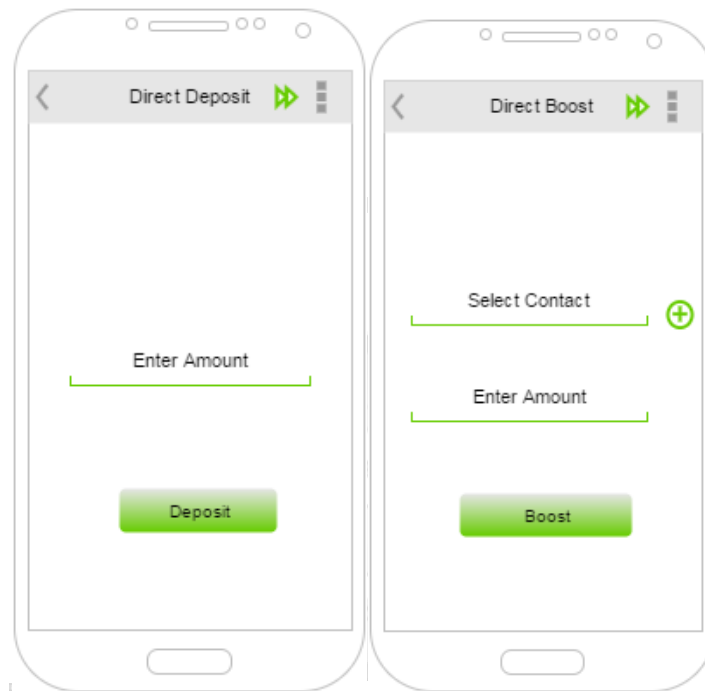 Direct Deposit
Enter Amount
Deposit
Direct Boost
Select Contact
Enter Amount
Boost